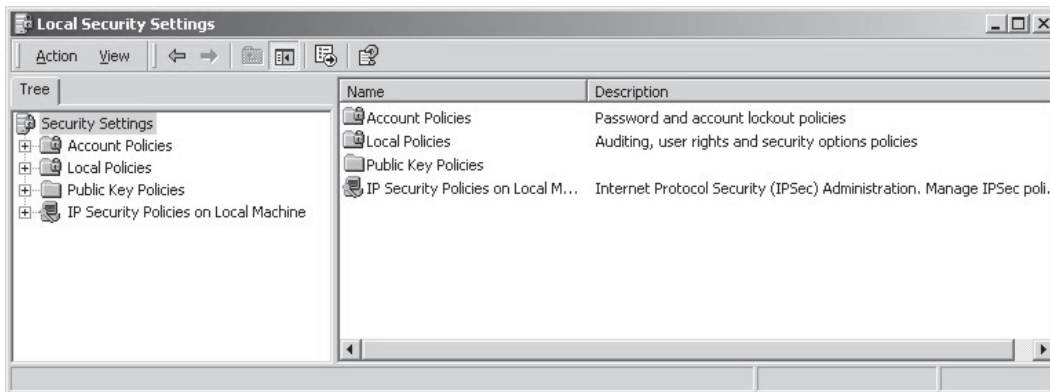 Local Security Settings
Action View
Tree
Security Settings
Account Policies
Local Policies
Public Key Policies
IP Security Policies on Local Machine
Name Description
Account Policies Password and account lockout policies
Local Policies Auditing, user rights and security options policies
Public Key Policies
IP Security Policies on Local M... Internet Protocol Security (IPSec) Administration. Manage IPSec poli.